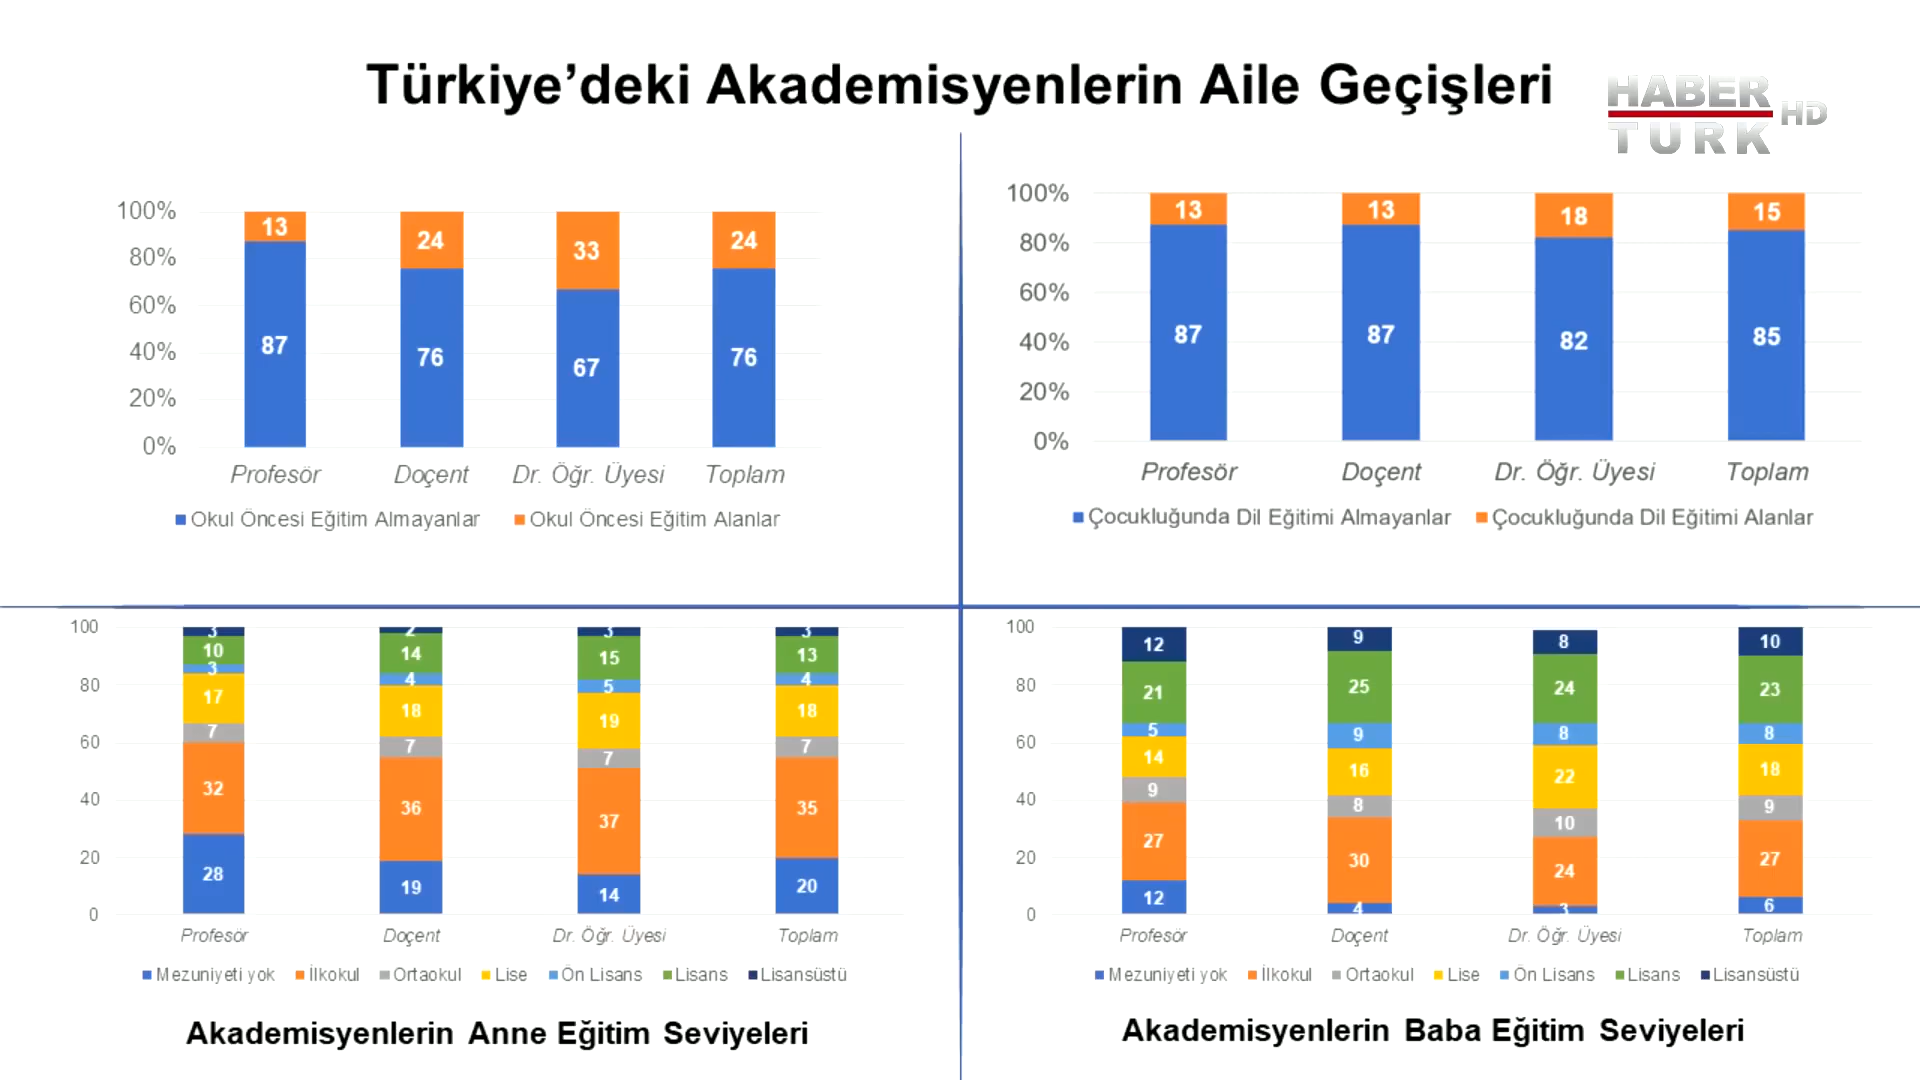 Türkiye'deki Akademisyenlerin Aile Geçişleri
HABER
TURK HD
100%
80%
60%
40%
20%
0%
13 24 33 24
87 76 67 76
Profesör Doçent Dr. Öğr. Üyesi Toplam
Okul Öncesi Eğitim Almayanlar Okul Öncesi Eğitim Alanlar
100%
80%
60%
40%
20%
0%
13 13 18 15
87 87 82 85
Profesör Doçent Dr. Öğr. Üyesi Toplam
Çocukluğunda Dil Eğitimi Almayanlar Çocukluğunda Dil Eğitimi Alanlar
100
80
60
40
20
0
3 2 3 3
10 14 15 13
3 4 5 4
17 18 19 18
7 7 7 7
32 36 37 35
28 19 14 20
Profesör Doçent Dr. Öğr. Üyesi Toplam
Mezuniyeti yok İlkokul Ortaokul Lise Ön Lisans Lisans Lisansüstü
Akademisyenlerin Anne Eğitim Seviyeleri
100
80
60
40
20
0
12 9 8 10
21 25 24 23
5 9 8 8
14 16 22 18
9 8 10 9
27 30 24 27
12 4 3 6
Profesör Doçent Dr. Öğr. Üyesi Toplam
Mezuniyeti yok İlkokul Ortaokul Lise Ön Lisans Lisans Lisansüstü
Akademisyenlerin Baba Eğitim Seviyeleri